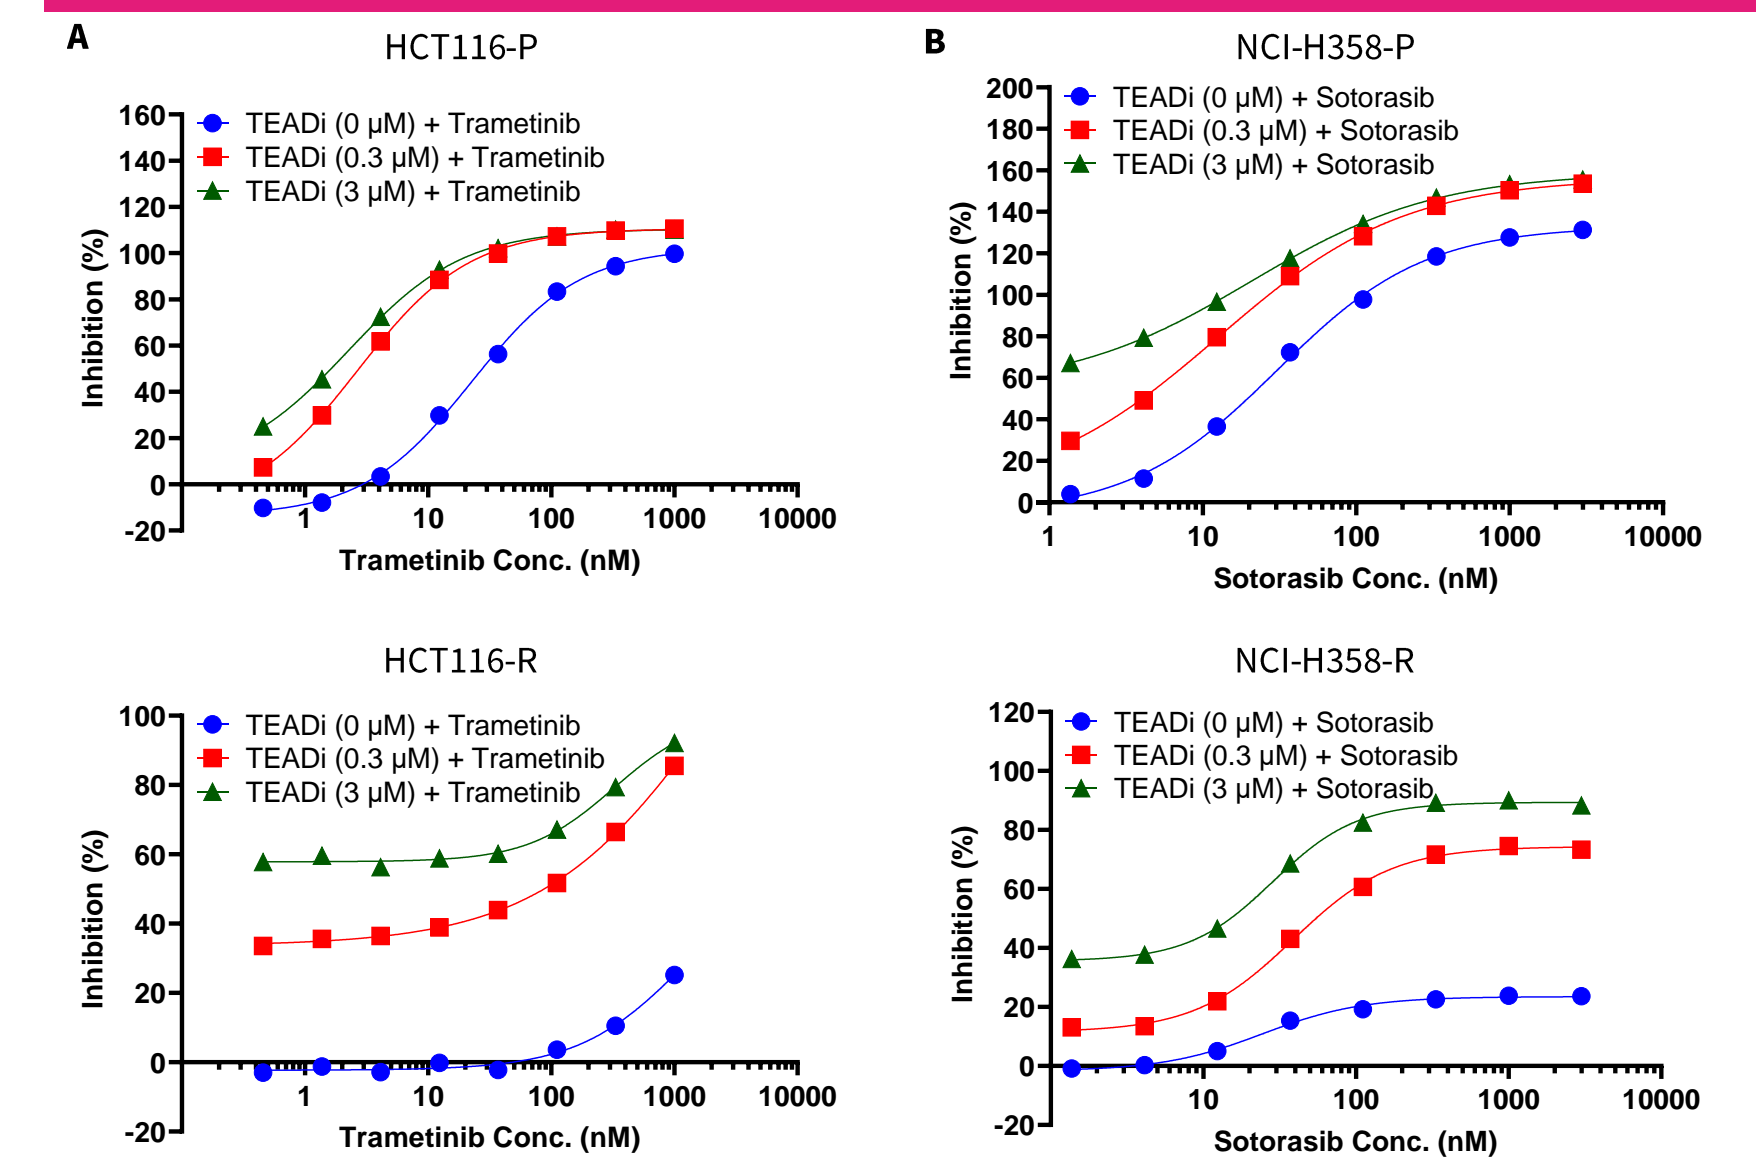 A
HCT116-P
160
140
120
100
80
60
40
20
0
-20
Inhibition (%)
TEADi (0 µM) + Trametinib
TEADi (0.3 µM) + Trametinib
TEADi (3 µM) + Trametinib
1 10 100 1000 10000
Trametinib Conc. (nM)
B
NCI-H358-P
200
180
160
140
120
100
80
60
40
20
0
Inhibition (%)
TEADi (0 µM) + Sotorasib
TEADi (0.3 µM) + Sotorasib
TEADi (3 µM) + Sotorasib
1 10 100 1000 10000
Sotorasib Conc. (nM)
HCT116-R
100
80
60
40
20
0
-20
Inhibition (%)
TEADi (0 µM) + Trametinib
TEADi (0.3 µM) + Trametinib
TEADi (3 µM) + Trametinib
1 10 100 1000 10000
Trametinib Conc. (nM)
NCI-H358-R
120
100
80
60
40
20
0
-20
Inhibition (%)
TEADi (0 µM) + Sotorasib
TEADi (0.3 µM) + Sotorasib
TEADi (3 µM) + Sotorasib
10 100 1000 10000
Sotorasib Conc. (nM)